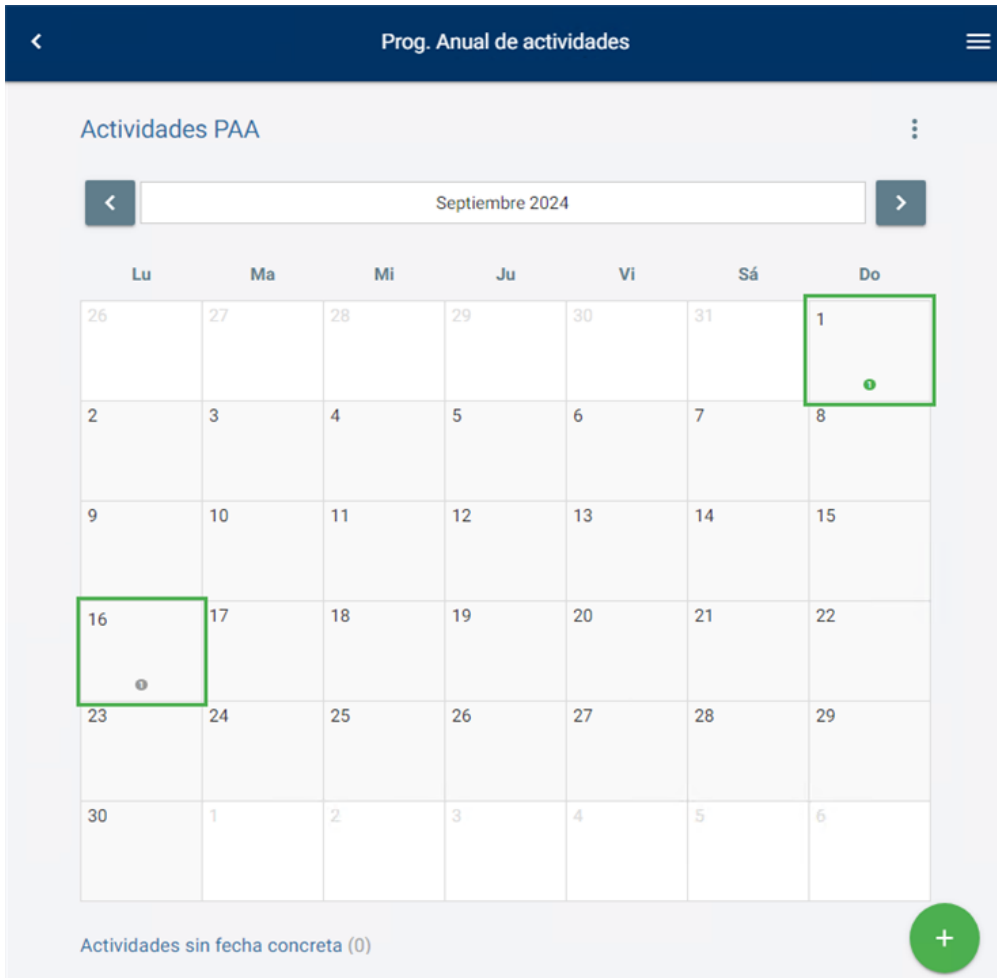 Prog. Anual de actividades
Actividades PAA
Septiembre 2024
Lu Ma Mi Ju Vi Sá Do
26 27 28 29 30 31 1
1
2 3 4 5 6 7 8
9 10 11 12 13 14 15
16 17 18 19 20 21 22
1
23 24 25 26 27 28 29
30 1 2 3 4 5 6
Actividades sin fecha concreta (0)
+